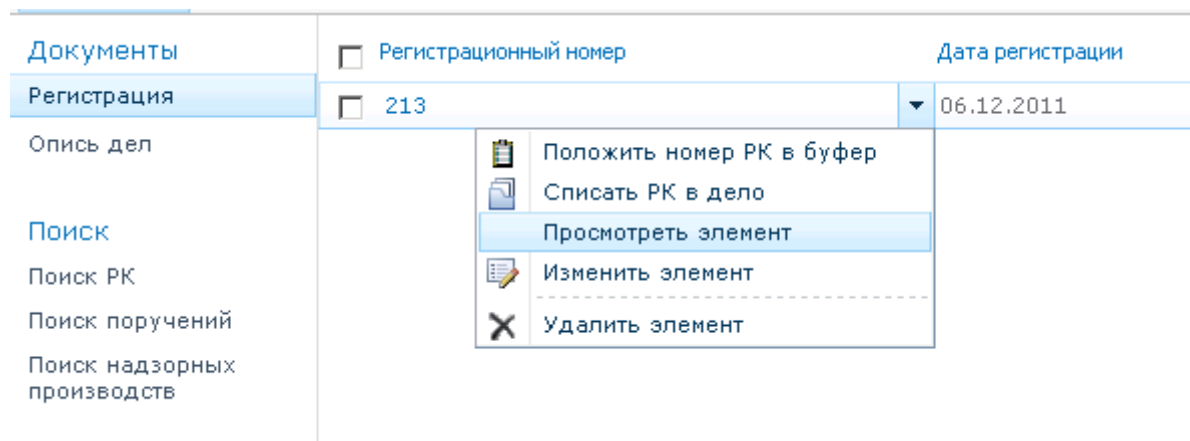 Документы
Регистрация
Опись дел
Поиск
Поиск РК
Поиск поручений
Поиск надзорных
производств
Регистрационный номер
Дата регистрации
213
06.12.2011
Положить номер РК в буфер
Списать РК в дело
Просмотреть элемент
Изменить элемент
Удалить элемент